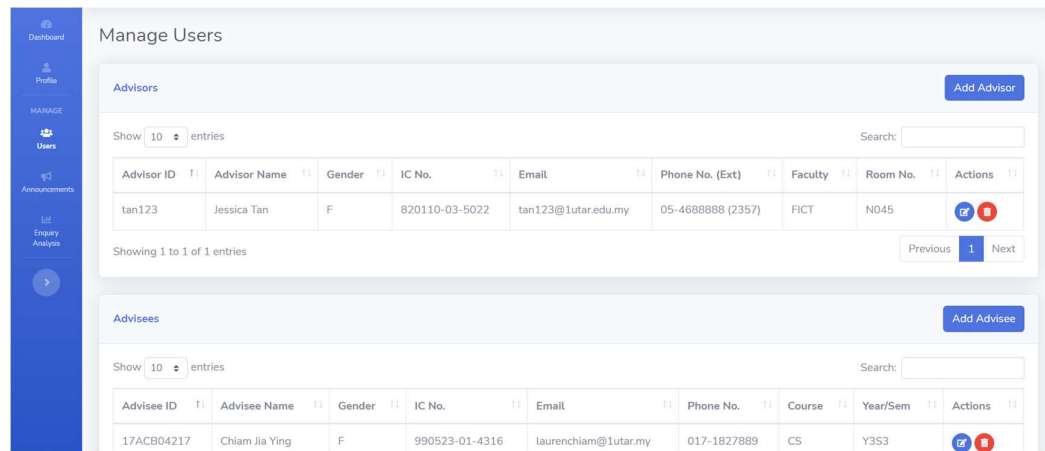 Dashboard
Profile
MANAGE
Users
Announcements
Enquiry
Analysis
Manage Users
Advisors
Add Advisor
Show 10 entries
Search:
Advisor ID Advisor Name Gender IC No. Email Phone No. (Ext) Faculty Room No. Actions
tan123 Jessica Tan F 820110-03-5022 tan123@1utar.edu.my 05-4688888 (2357) FICT N045
Showing 1 to 1 of 1 entries
Previous 1 Next
Advisees
Add Advisee
Show 10 entries
Search:
Advisee ID Advisee Name Gender IC No. Email Phone No. Course Year/Sem Actions
17ACB04217 Chiam Jia Ying F 990523-01-4316 laurenchiam@1utar.my 017-1827889 CS Y3S3